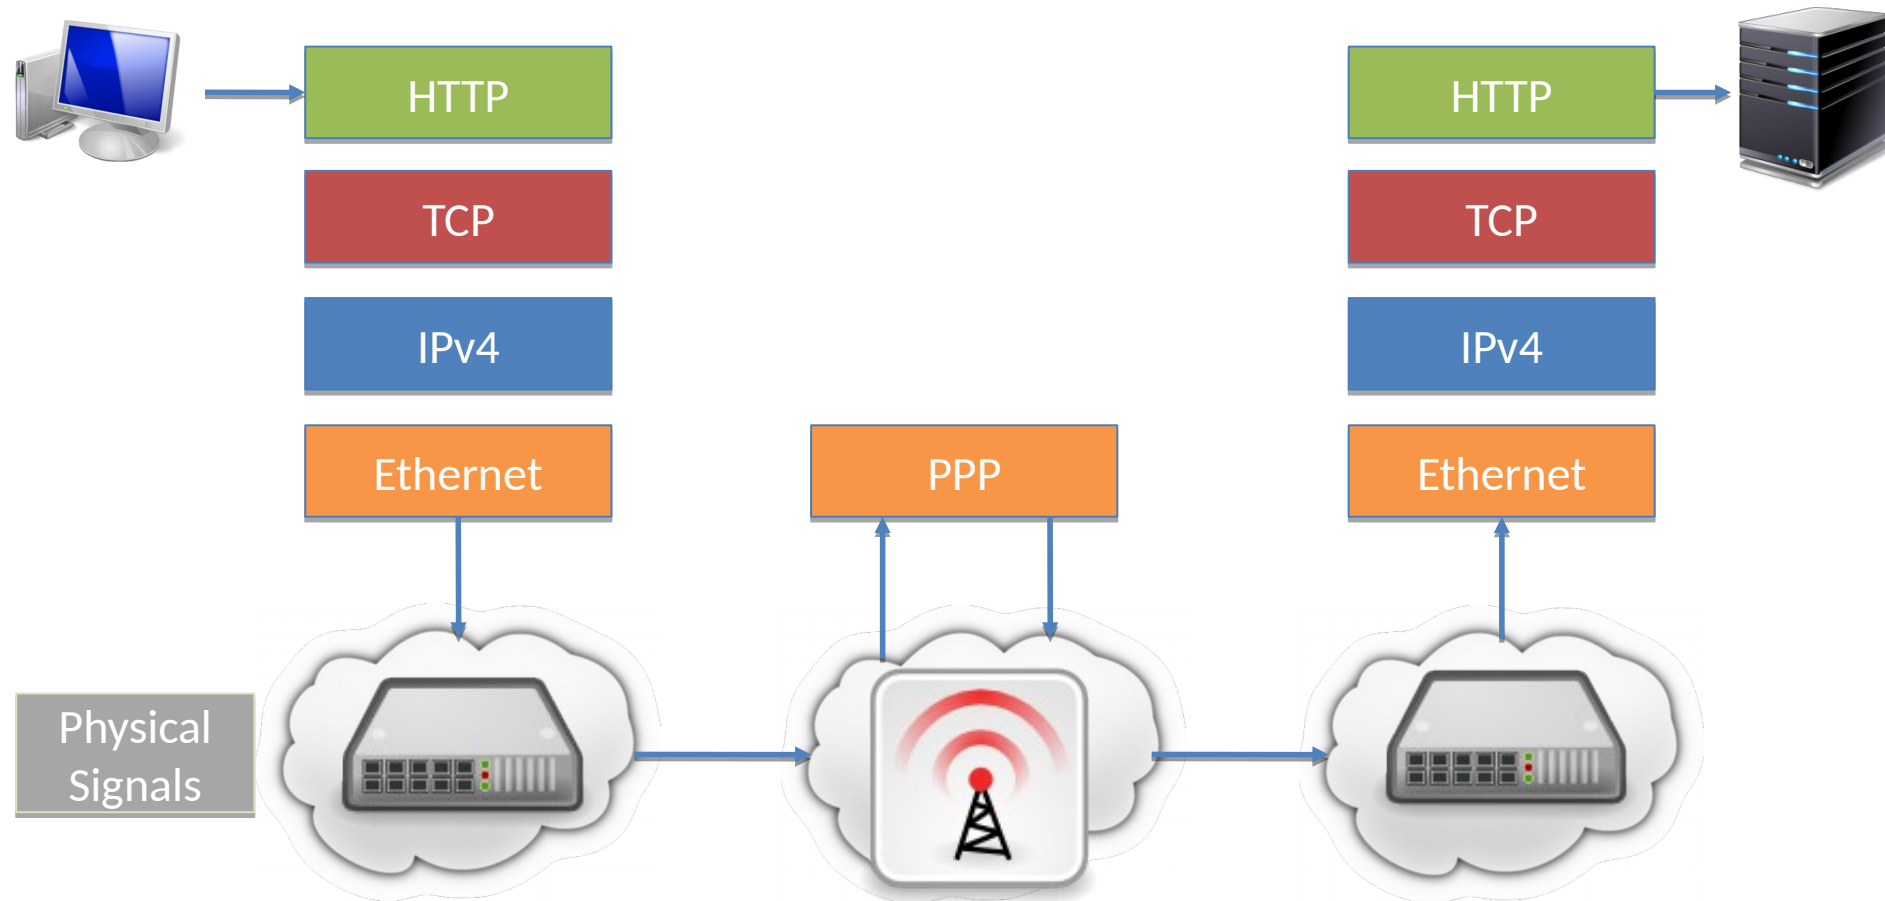 HTTP
HTTP
TCP
TCP
IPv4
IPv4
Ethernet
PPP
Ethernet
Physical
Signals